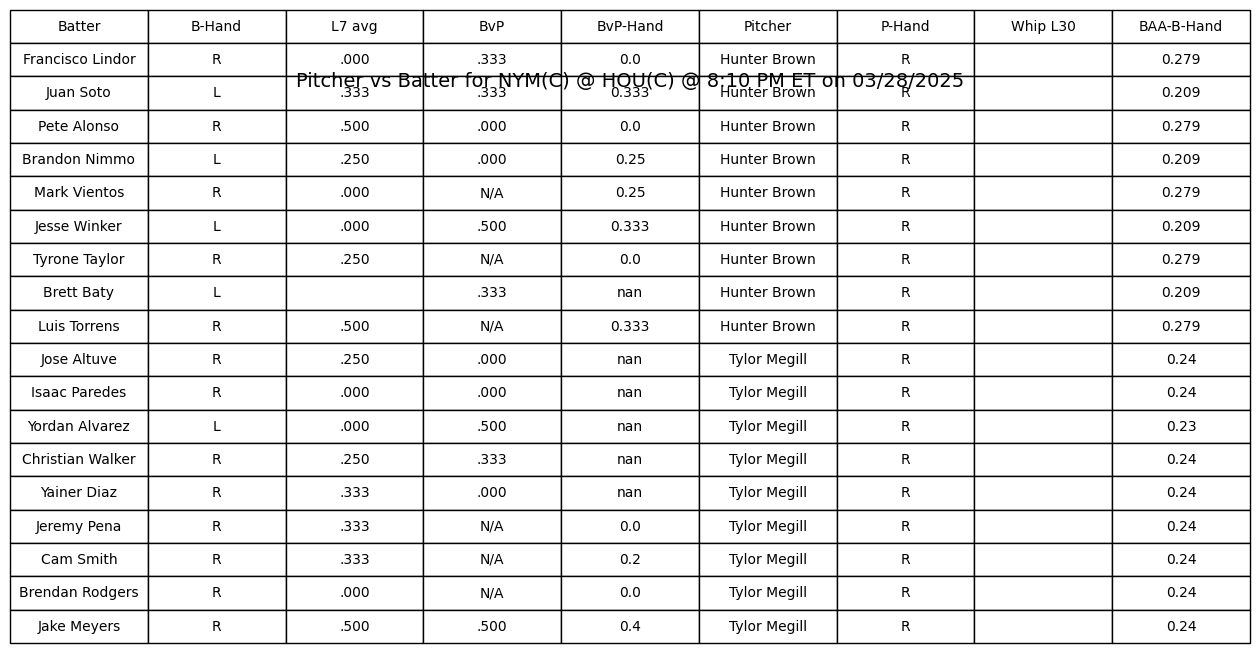 Batter B-Hand L7 avg BvP BvP-Hand Pitcher P-Hand Whip L30 BAA-B-Hand
Francisco Lindor R .000 .333 0.0 Hunter Brown R 0.279
Pitcher vs Batter for NYM(C) @ HOU(C) @ 8:10 PM ET on 03/28/2025
Juan Soto L .333 .333 0.333 Hunter Brown R 0.209
Pete Alonso R .500 .000 0.0 Hunter Brown R 0.279
Brandon Nimmo L .250 .000 0.25 Hunter Brown R 0.209
Mark Vientos R .000 N/A 0.25 Hunter Brown R 0.279
Jesse Winker L .000 .500 0.333 Hunter Brown R 0.209
Tyrone Taylor R .250 N/A 0.0 Hunter Brown R 0.279
Brett Baty L .333 nan Hunter Brown R 0.209
Luis Torrens R .500 N/A 0.333 Hunter Brown R 0.279
Jose Altuve R .250 .000 nan Tylor Megill R 0.24
Isaac Paredes R .000 .000 nan Tylor Megill R 0.24
Yordan Alvarez L .000 .500 nan Tylor Megill R 0.23
Christian Walker R .250 .333 nan Tylor Megill R 0.24
Yainer Diaz R .333 .000 nan Tylor Megill R 0.24
Jeremy Pena R .333 N/A 0.0 Tylor Megill R 0.24
Cam Smith R .333 N/A 0.2 Tylor Megill R 0.24
Brendan Rodgers R .000 N/A 0.0 Tylor Megill R 0.24
Jake Meyers R .500 .500 0.4 Tylor Megill R 0.24